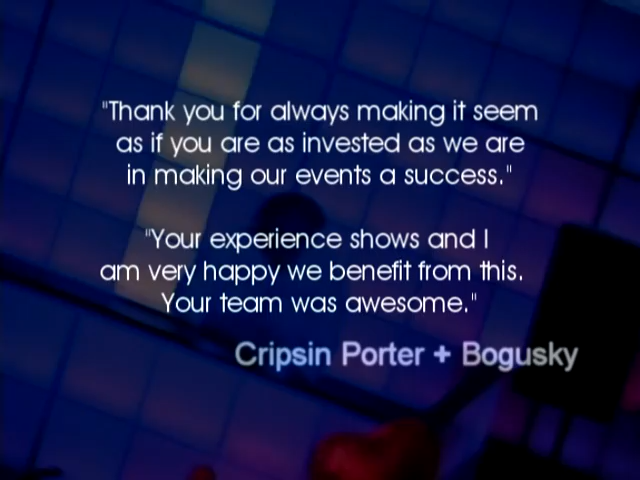 "Thank you for always making it seem
as if you are as invested as we are
in making our events a success."
"Your experience shows and I
am very happy we benefit from this.
Your team was awesome."
Cripsin Porter + Bogusky